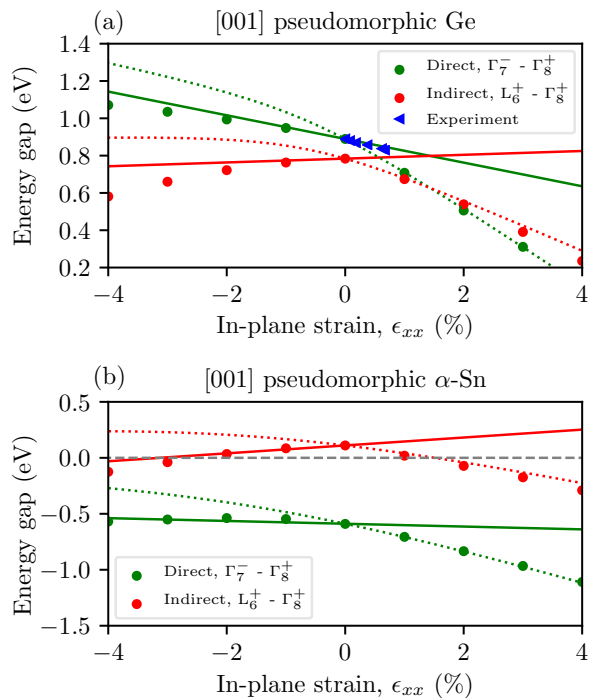 (a) [001] pseudomorphic Ge
Energy gap (eV)
1.4
1.2
1.0
0.8
0.6
0.4
0.2
Direct, Γ₇⁻ - Γ₈⁺
Indirect, L₆⁺ - Γ₈⁺
Experiment
−4 −2 0 2 4
In-plane strain, ϵₓₓ (%)
(b) [001] pseudomorphic α-Sn
Energy gap (eV)
0.5
0.0
−0.5
−1.0
−1.5
Direct, Γ₇⁻ - Γ₈⁺
Indirect, L₆⁺ - Γ₈⁺
−4 −2 0 2 4
In-plane strain, ϵₓₓ (%)